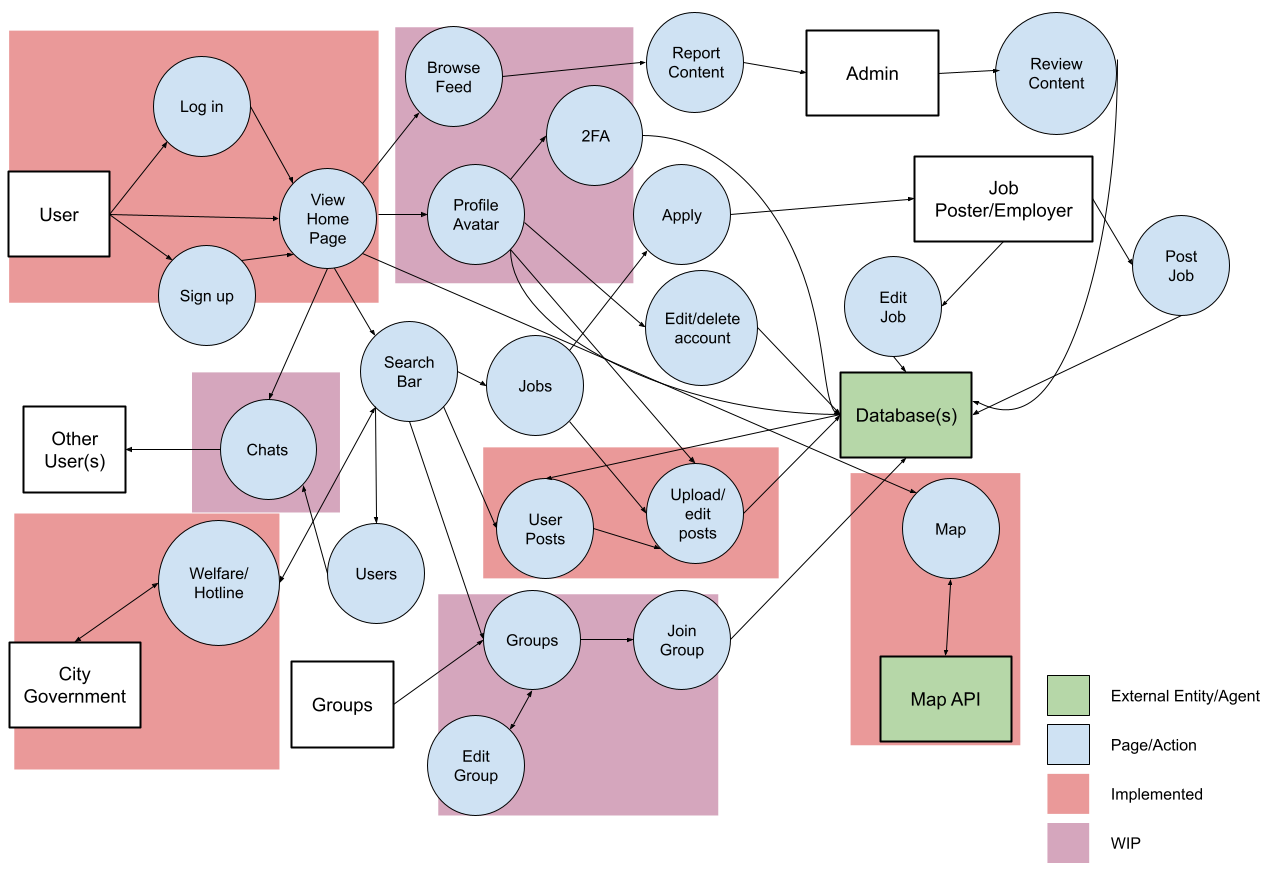 Browse
Feed
Report
Content
Admin
Review
Content
Log in
2FA
User
View
Home
Page
Profile
Avatar
Apply
Job
Poster/Employer
Post
Job
Sign up
Edit
Job
Edit/delete
account
Search
Bar
Jobs
Database(s)
Other
User(s)
Chats
User
Posts
Upload/
edit
posts
Map
Welfare/
Hotline
Users
City
Government
Groups
Groups
Join
Group
Map API
Edit
Group
External Entity/Agent
Page/Action
Implemented
WIP